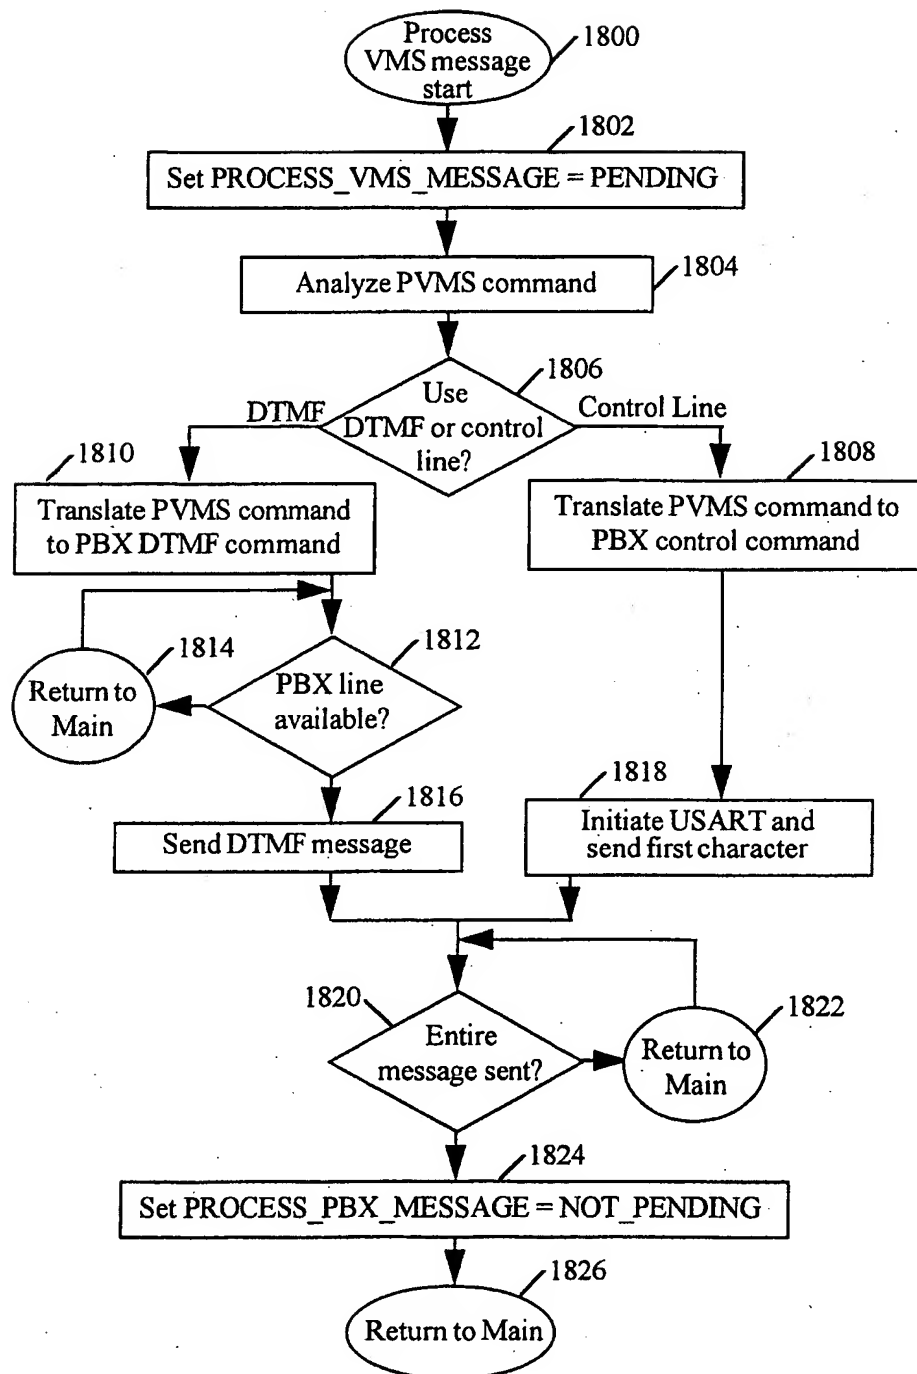 Process
VMS message
start
1800
1802
Set PROCESS_VMS_MESSAGE = PENDING
1804
Analyze PVMS command
1806
Use
DTMF or control
line?
DTMF
Control Line
1810
Translate PVMS command
to PBX DTMF command
1808
Translate PVMS command to
PBX control command
1814
Return to
Main
1812
PBX line
available?
1816
Send DTMF message
1818
Initiate USART and
send first character
1820
Entire
message sent?
1822
Return to
Main
1824
Set PROCESS_PBX_MESSAGE = NOT_PENDING
1826
Return to Main